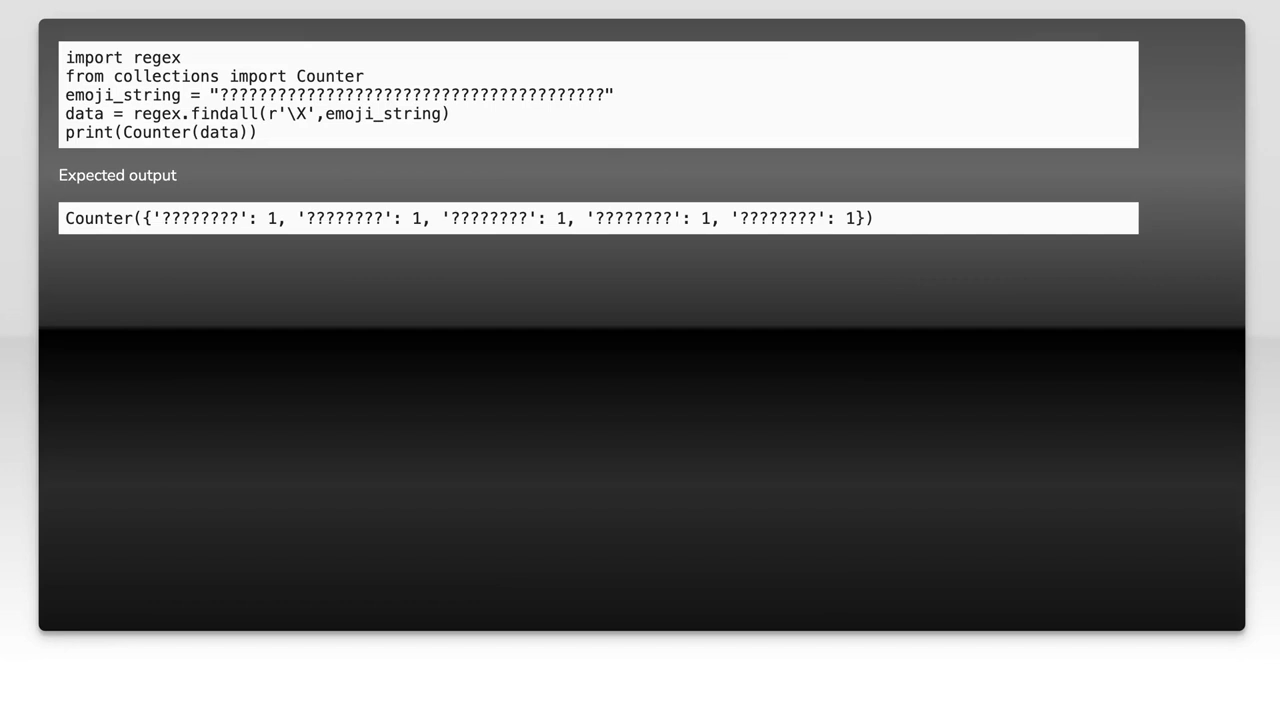 import regex
from collections import Counter
emoji_string = "????????????????????????????????????????"
data = regex.findall(r'\X',emoji_string)
print(Counter(data))
Expected output
Counter({'????????': 1, '????????': 1, '????????': 1, '????????': 1, '????????': 1})